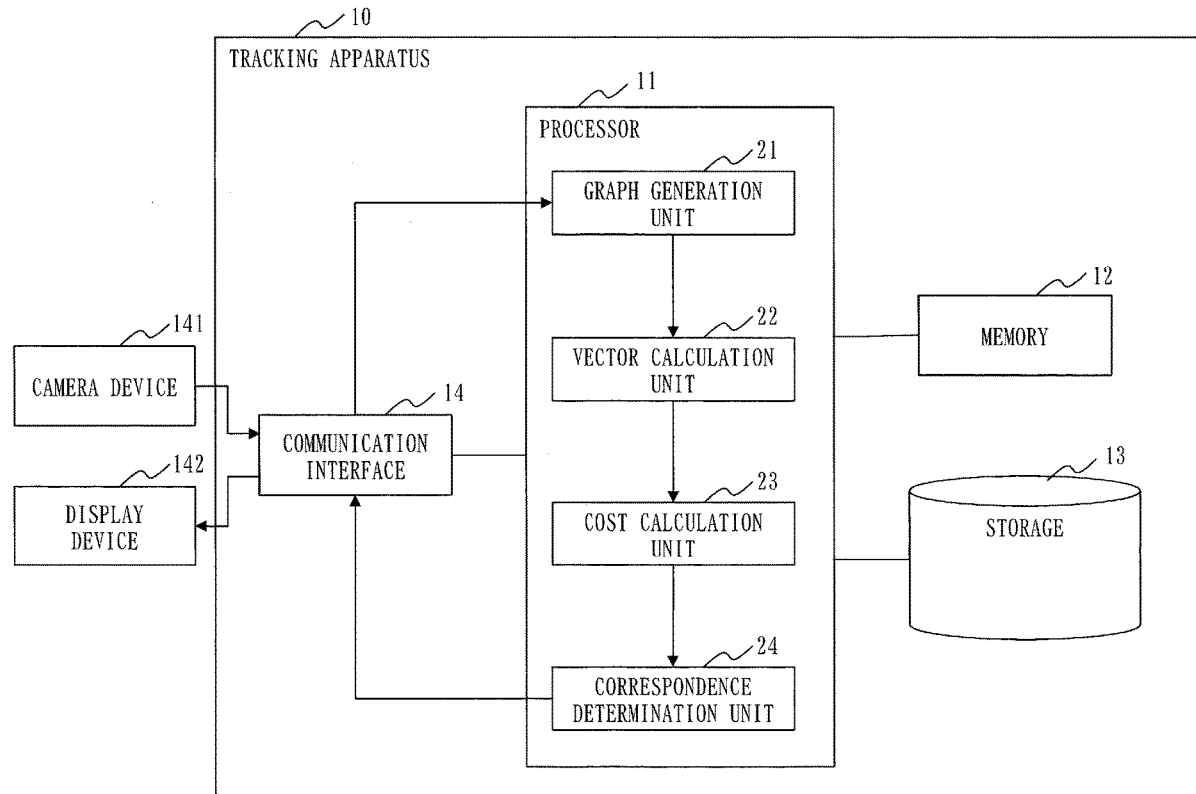 10
TRACKING APPARATUS
11
PROCESSOR
21
GRAPH GENERATION
UNIT
12
MEMORY
22
VECTOR CALCULATION
UNIT
141
CAMERA DEVICE
14
COMMUNICATION
INTERFACE
142
DISPLAY
DEVICE
23
COST CALCULATION
UNIT
13
STORAGE
24
CORRESPONDENCE
DETERMINATION UNIT